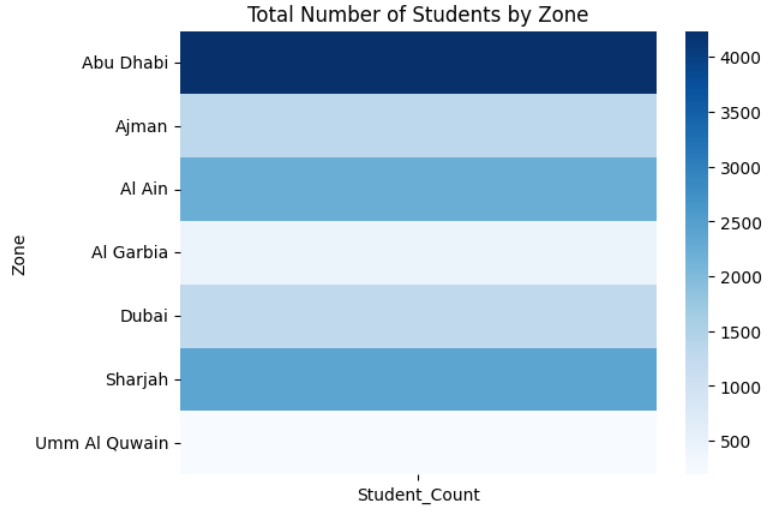 Total Number of Students by Zone
Abu Dhabi
Ajman
Al Ain
Al Garbia
Dubai
Sharjah
Umm Al Quwain
Zone
Student_Count
4000
3500
3000
2500
2000
1500
1000
500